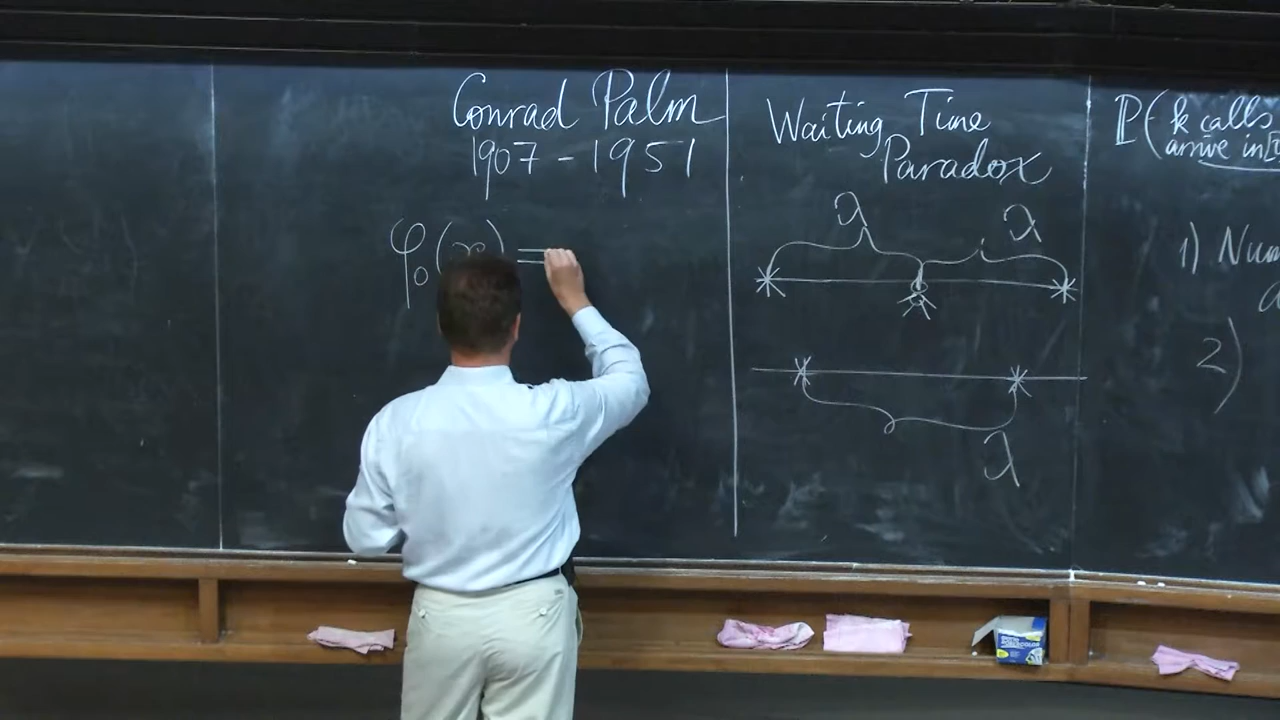 Conrad Palm
1907 - 1951
φ₀(x) =
Waiting Time
Paradox
λ
λ
λ
ℙ( k calls
arrive in[
1) Num
2)